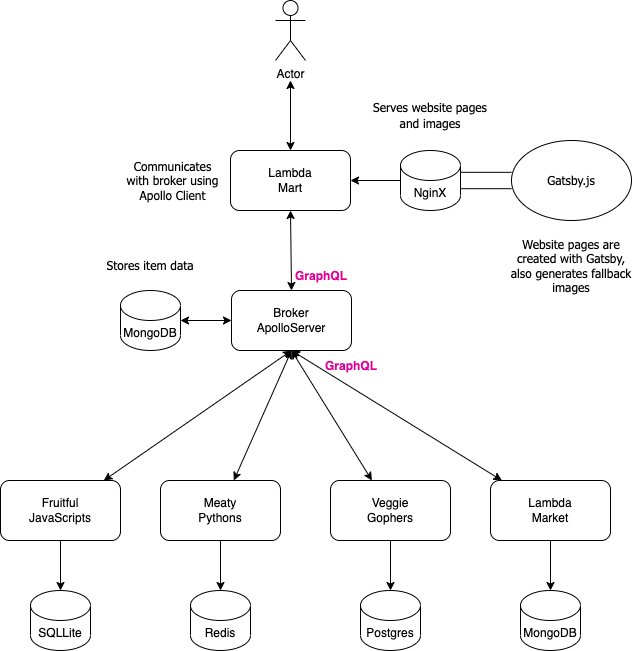 Actor
Serves website pages
and images
Communicates
with broker using
Apollo Client
Lambda
Mart
NginX
Gatsby.js
Website pages are
created with Gatsby,
also generates fallback
images
Stores item data
GraphQL
MongoDB
Broker
ApolloServer
GraphQL
Fruitful
JavaScripts
Meaty
Pythons
Veggie
Gophers
Lambda
Market
SQLLite
Redis
Postgres
MongoDB